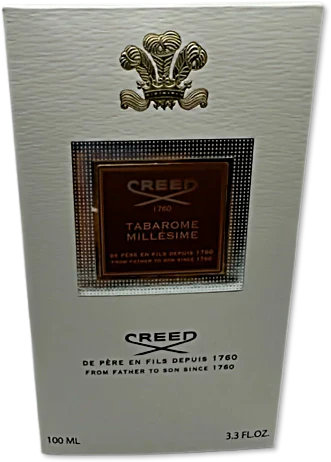 CREED
1760
TABAROME
MILLÉSIME
DE PÈRE EN FILS DEPUIS 1760
FROM FATHER TO SON SINCE 1760
CREED
DE PÈRE EN FILS DEPUIS 1760
FROM FATHER TO SON SINCE 1760
100 ML
3.3 FL.OZ.